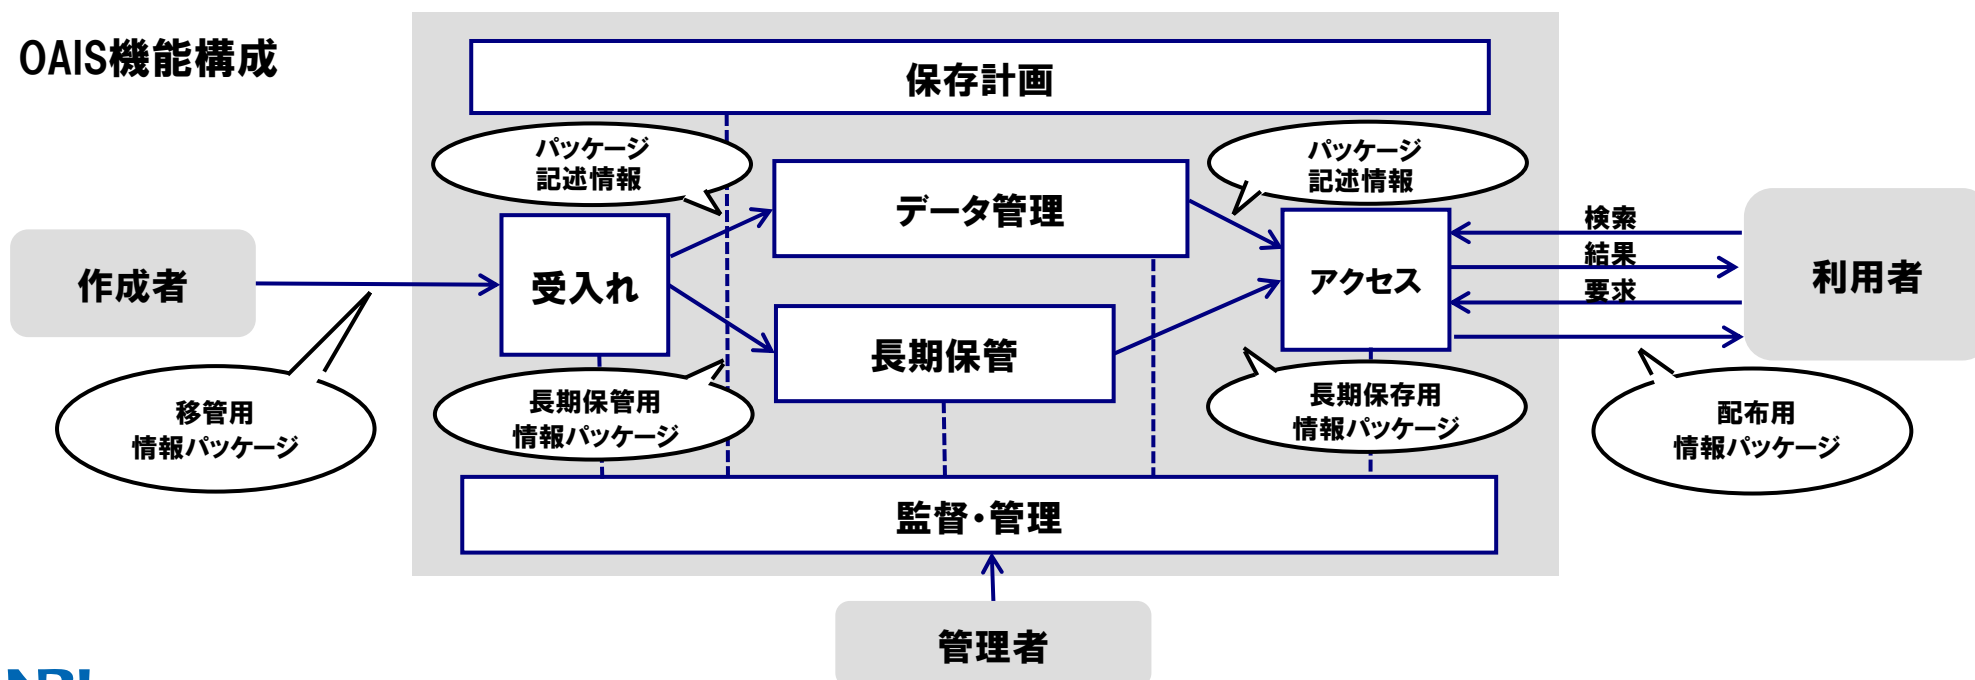 OAIS機能構成
保存計画
パッケージ
記述情報
パッケージ
記述情報
データ管理
検索
結果
要求
作成者
受入れ
アクセス
利用者
長期保管
移管用
情報パッケージ
長期保管用
情報パッケージ
長期保存用
情報パッケージ
配布用
情報パッケージ
監督・管理
管理者